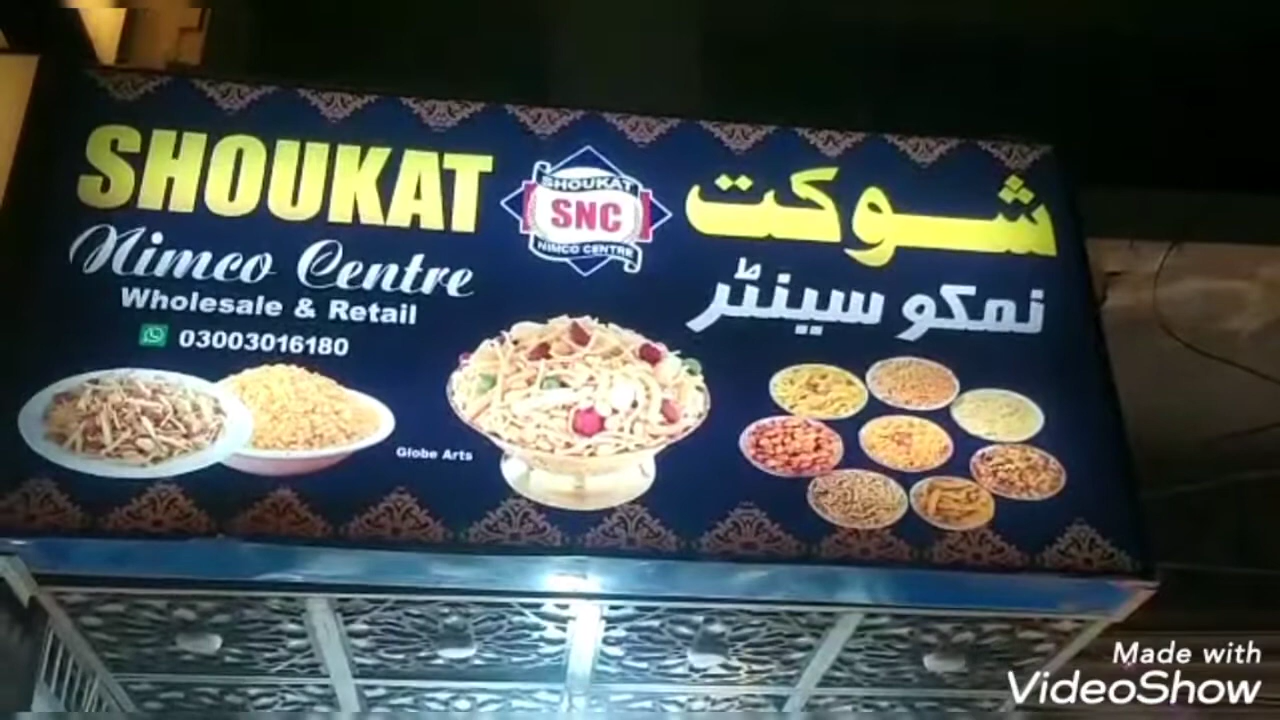 SHOUKAT
Nimco Centre
Wholesale & Retail
03003016180
SHOUKAT
SNC
NIMCO CENTRE
شوکت
نمکو سینٹر
Globe Arts
Made with
VideoShow